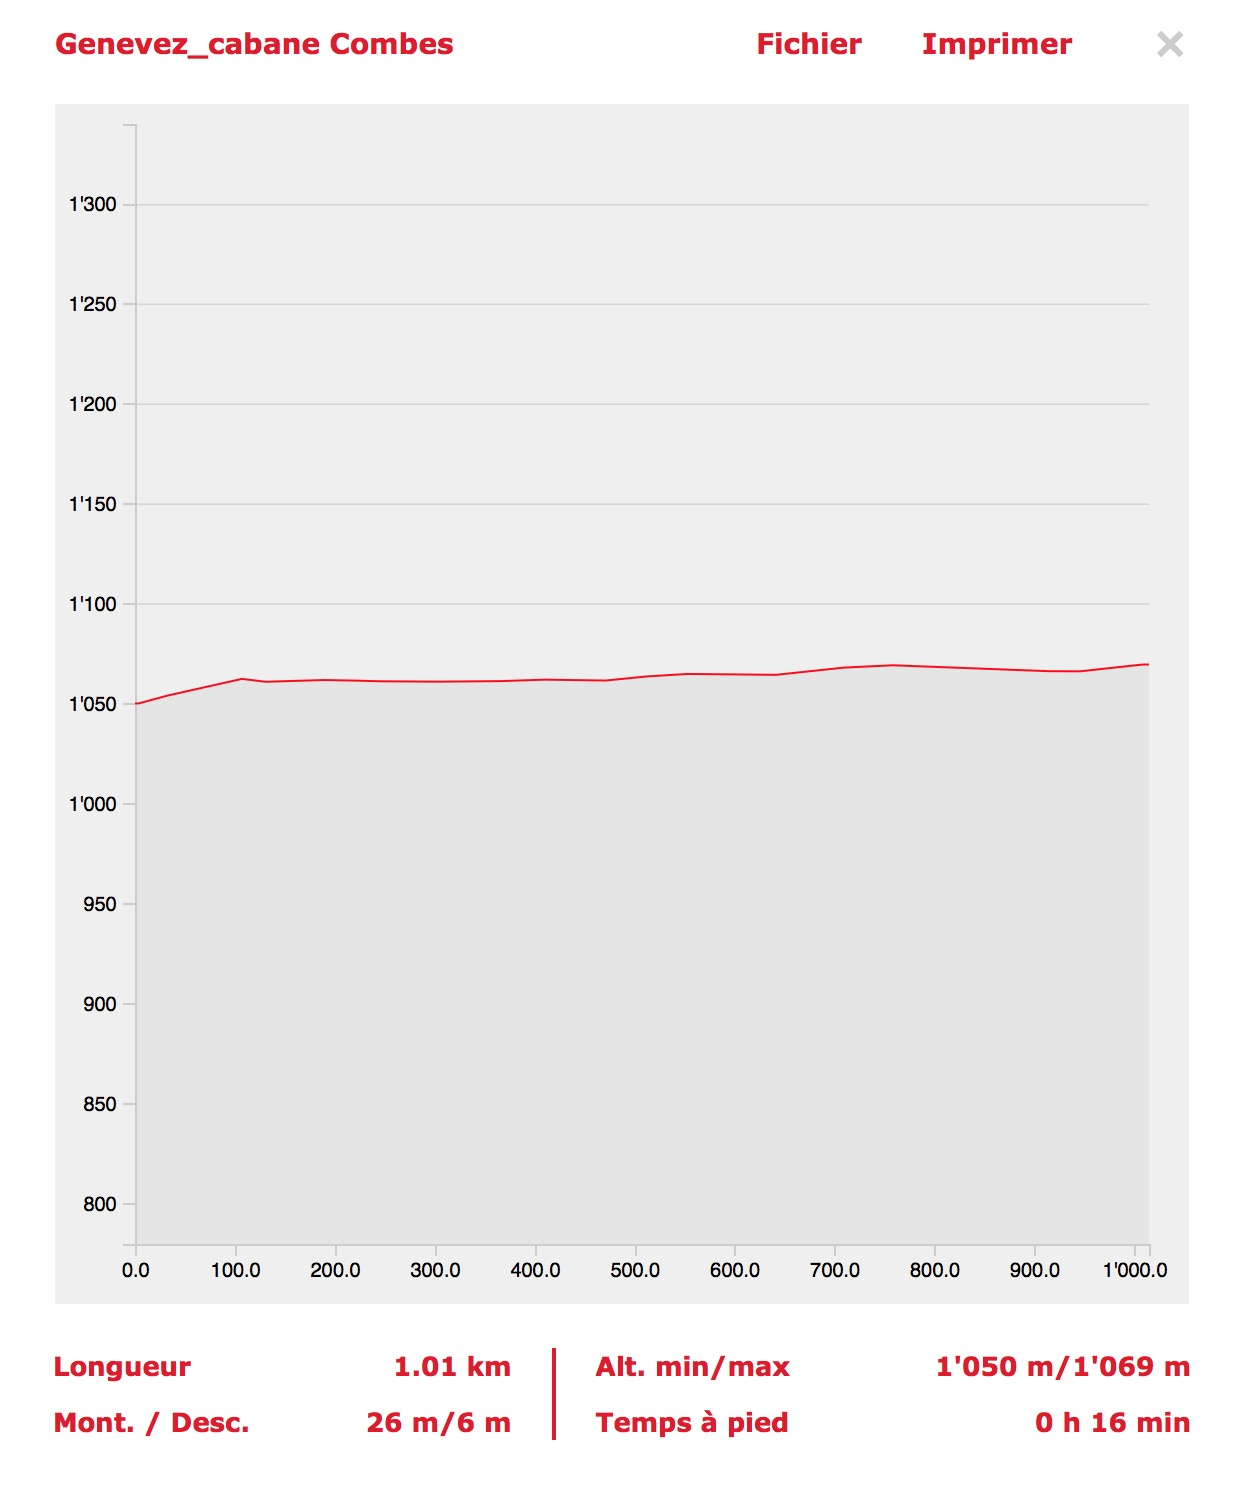 Genevez_cabane Combes Fichier Imprimer ×
1'300
1'250
1'200
1'150
1'100
1'050
1'000
950
900
850
800
0.0 100.0 200.0 300.0 400.0 500.0 600.0 700.0 800.0 900.0 1'000.0
Longueur 1.01 km Alt. min/max 1'050 m/1'069 m
Mont. / Desc. 26 m/6 m Temps à pied 0 h 16 min